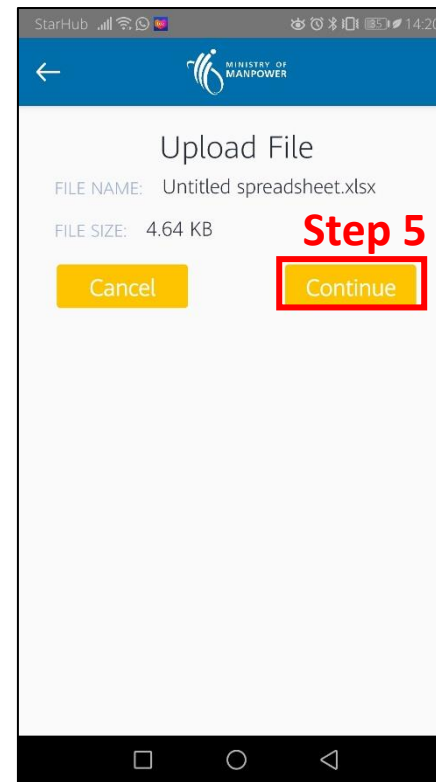 StarHub 85 14:20
MINISTRY OF
MANPOWER
Upload File
FILE NAME: Untitled spreadsheet.xlsx
FILE SIZE: 4.64 KB
Step 5
Cancel Continue